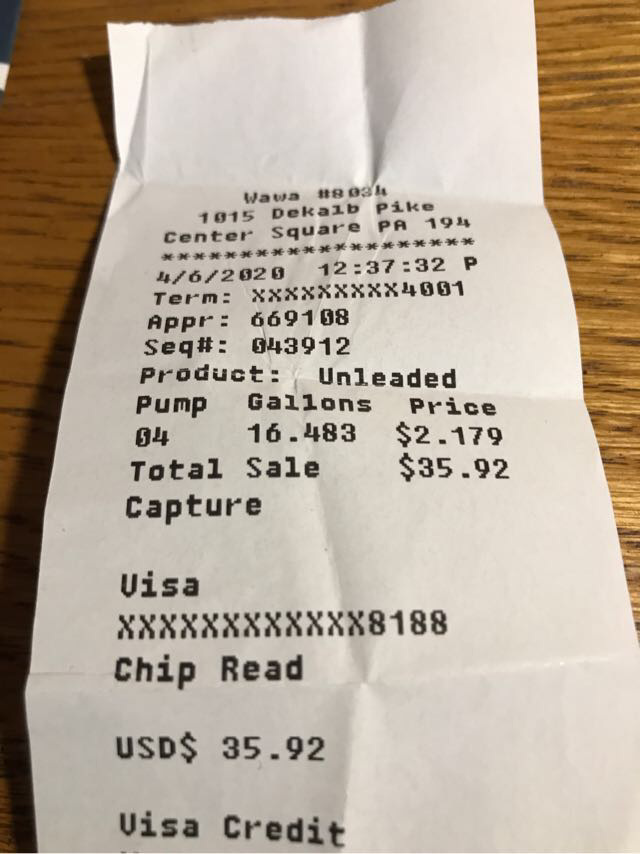 Wawa #8034
1015 Dekalb Pike
Center Square PA 194
********************
4/6/2020 12:37:32 P
Term: XXXXXXXXX4001
Appr: 669108
Seq#: 043912
Product: Unleaded
Pump Gallons Price
04 16.483 $2.179
Total Sale $35.92
Capture
Visa
XXXXXXXXXXXX8188
Chip Read
USD$ 35.92
Visa Credit